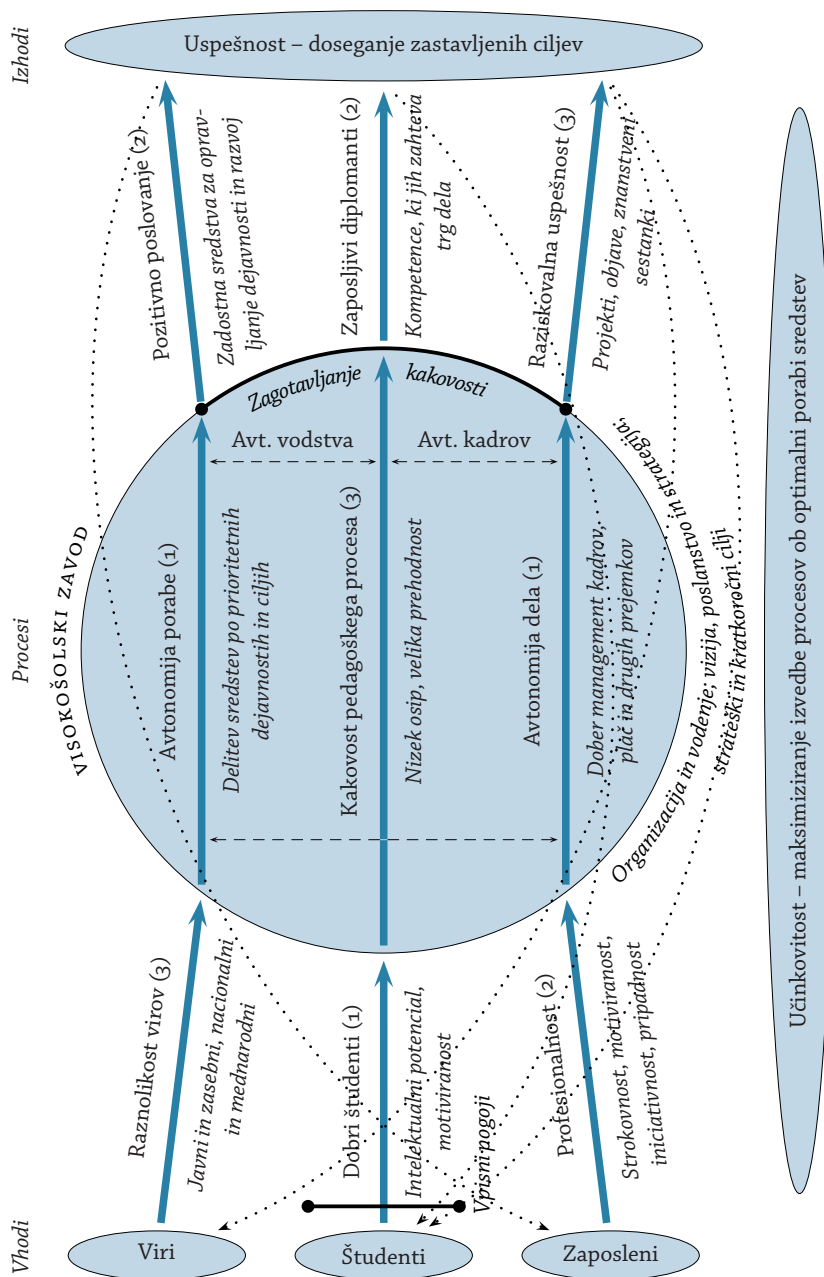 Izhodi
Uspešnost – doseganje zastavljenih ciljev
Pozitivno poslovanje (2)
Zadostna sredstva za oprav-
ljanje dejavnosti in razvoj
Zaposljivi diplomanti (2)
Kompetence, ki jih zahteva
trg dela
Raziskovalna uspešnost (3)
Projekti, objave, znanstveni
sestanki
Procesi
VISOKOŠOLSKI ZAVOD
Zagotavljanje kakovosti
Avt. vodstva
Avt. kadrov
Avtonomija porabe (1)
Delitev sredstev po prioritetnih
dejavnostih in ciljih
Kakovost pedagoškega procesa (3)
Nizek osip, velika prehodnost
Avtonomija dela (1)
Dober management kadrov,
plač in drugih prejemkov
Organizacija in vodenje; vizija, poslanstvo in strategija;
strateški in kratkoročni cilji
Učinkovitost – maksimiziranje izvedbe procesov ob optimalni porabi sredstev
Raznolikost virov (3)
Javni in zasebni, nacionalni
in mednarodni
Dobri študenti (1)
Intelektualni potencial,
motiviranost
Vpisni pogoji
Profesionalnost (2)
Strokovnost, motiviranost,
iniciativnost, pripadnost
Vhodi
Viri
Študenti
Zaposleni